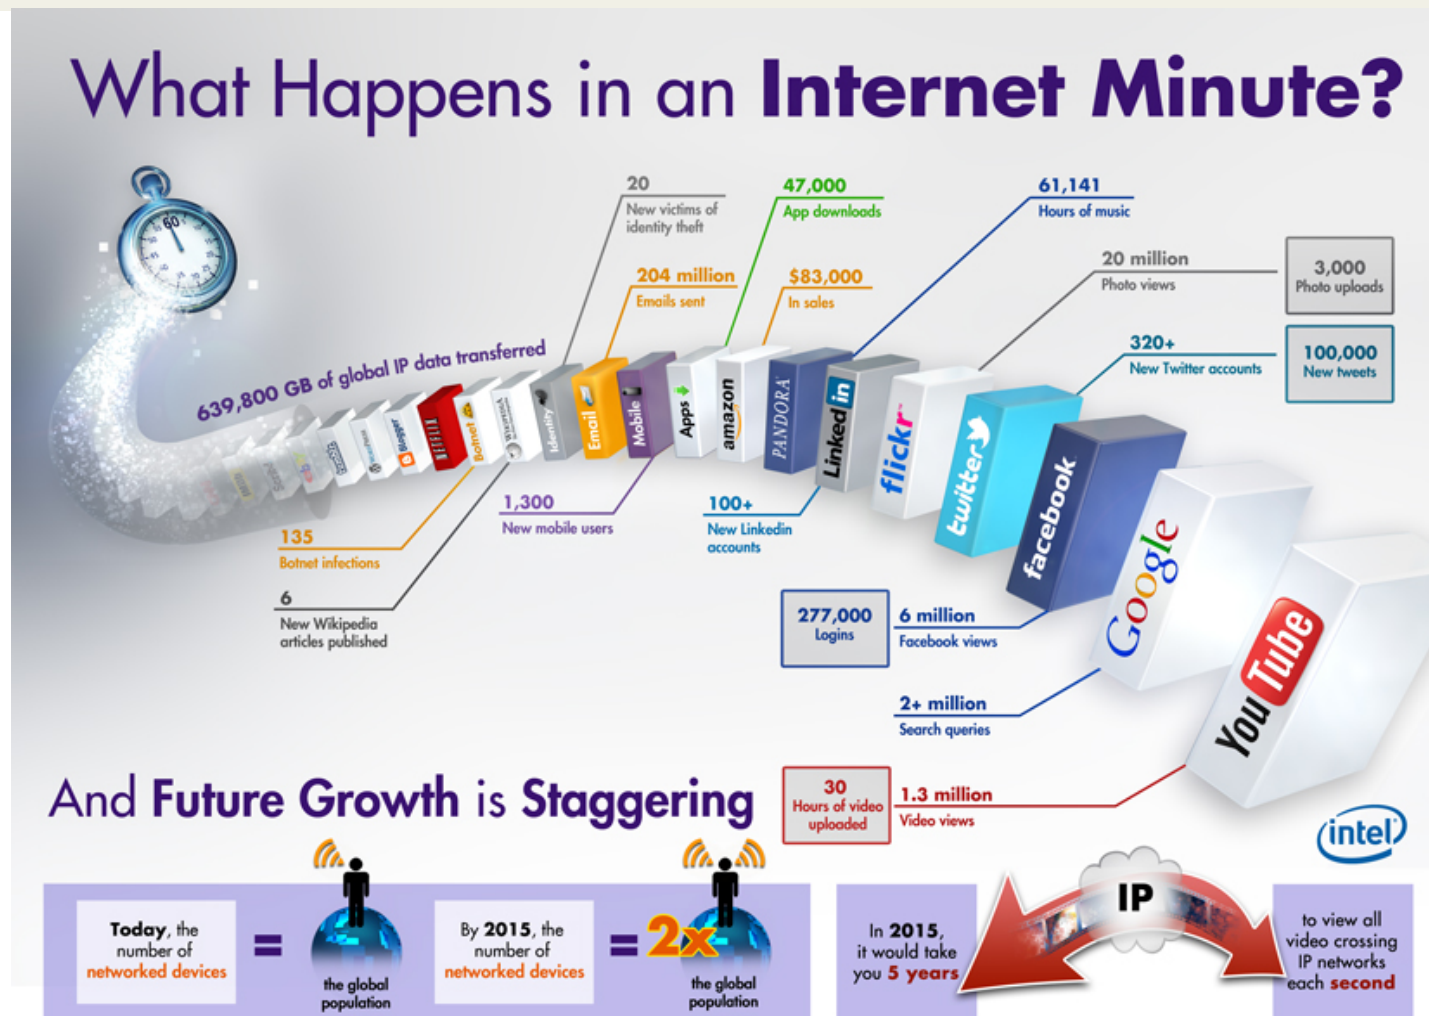 What Happens in an Internet Minute?
60
20
New victims of
identity theft
47,000
App downloads
61,141
Hours of music
204 million
Emails sent
$83,000
In sales
20 million
Photo views
3,000
Photo uploads
320+
New Twitter accounts
100,000
New tweets
639,800 GB of global IP data transferred
Blogger
NETFLIX
Botnet
WIKIPEDIA
Identity
Email
Mobile
Apps
amazon
PANDORA
Linked in
flickr
twitter
facebook
Google
YouTube
135
Botnet infections
6
New Wikipedia
articles published
1,300
New mobile users
100+
New Linkedin
accounts
277,000
Logins
6 million
Facebook views
2+ million
Search queries
30
Hours of video
uploaded
1.3 million
Video views
And Future Growth is Staggering
intel
Today, the
number of
networked devices
=
the global
population
By 2015, the
number of
networked devices
=
2x
the global
population
In 2015,
it would take
you 5 years
IP
to view all
video crossing
IP networks
each second